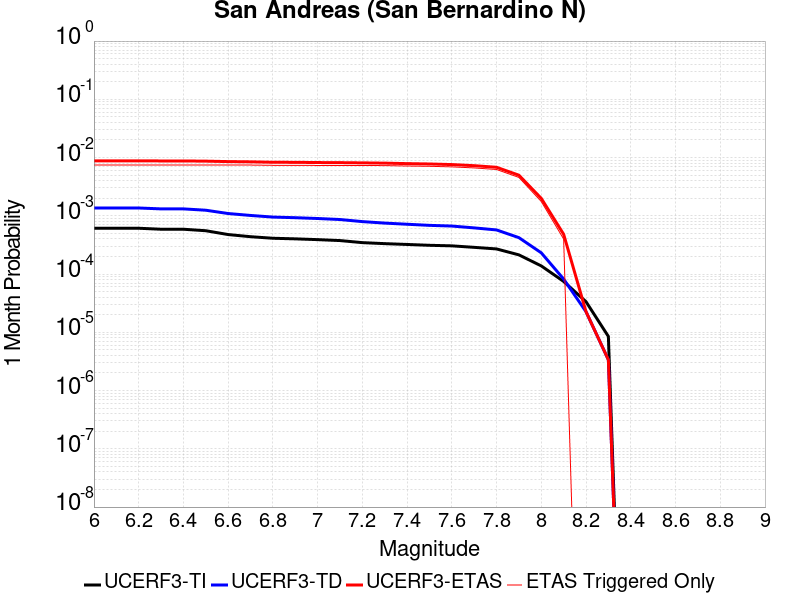 San Andreas (San Bernardino N)
10^0
10^-1
10^-2
10^-3
10^-4
10^-5
10^-6
10^-7
10^-8
1 Month Probability
6 6.2 6.4 6.6 6.8 7 7.2 7.4 7.6 7.8 8 8.2 8.4 8.6 8.8 9
Magnitude
UCERF3-TI UCERF3-TD UCERF3-ETAS ETAS Triggered Only